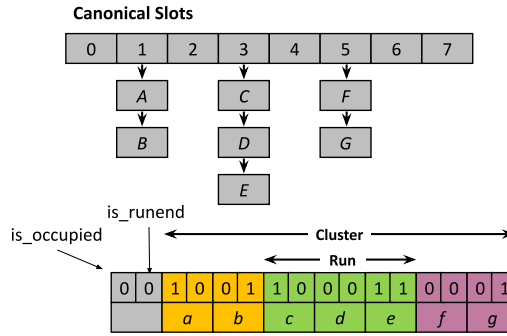 Canonical Slots
0 1 2 3 4 5 6 7
A C F
B D G
E
is_runend
is_occupied
Cluster
Run
0 0 1 0 0 1 1 0 0 0 1 1 0 0 0 1
a b c d e f g